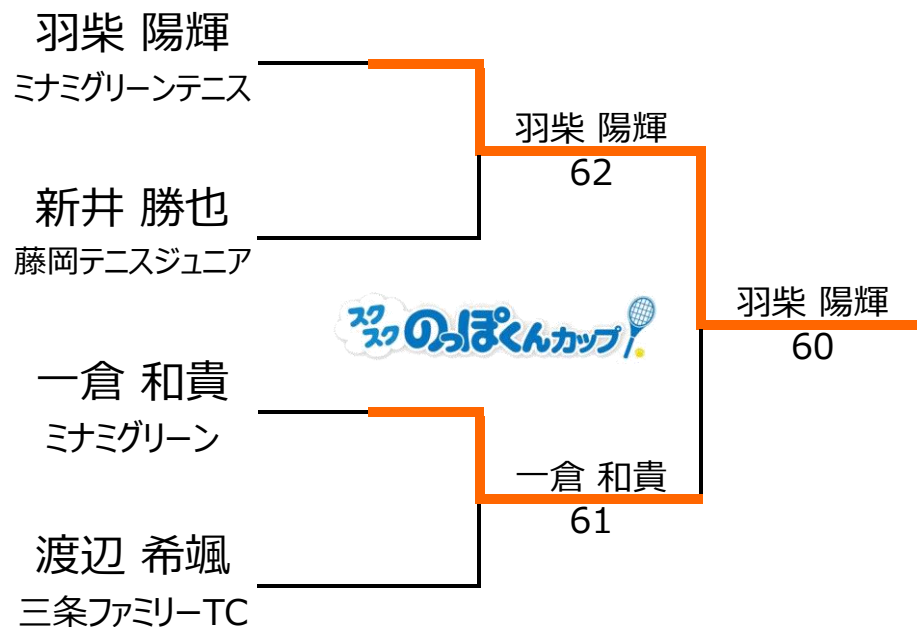 羽柴 陽輝
ミナミグリーンテニス
羽柴 陽輝
62
新井 勝也
藤岡テニスジュニア
スク
スク のっぽくんカップ
羽柴 陽輝
60
一倉 和貴
ミナミグリーン
一倉 和貴
61
渡辺 希颯
三条ファミリーTC